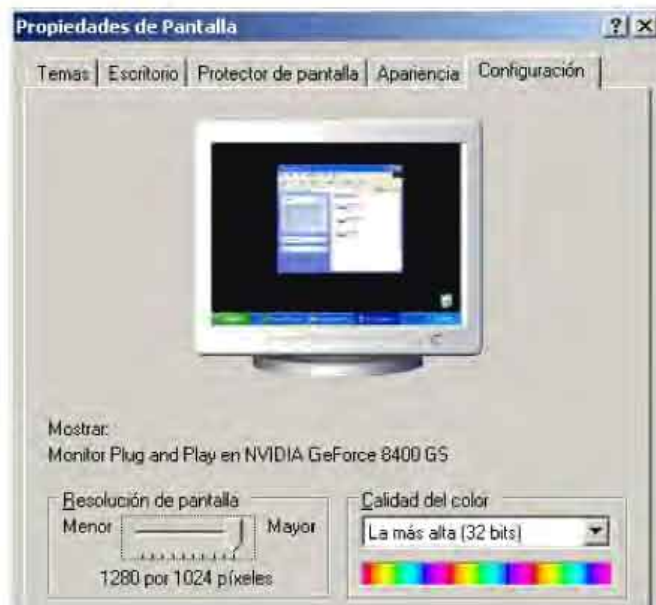 Propiedades de Pantalla
Temas
Escritorio
Protector de pantalla
Apariencia
Configuración
Mostrar:
Monitor Plug and Play en NVIDIA GeForce 8400 GS
Resolución de pantalla
Menor
Mayor
1280 por 1024 píxeles
Calidad del color
La más alta (32 bits)